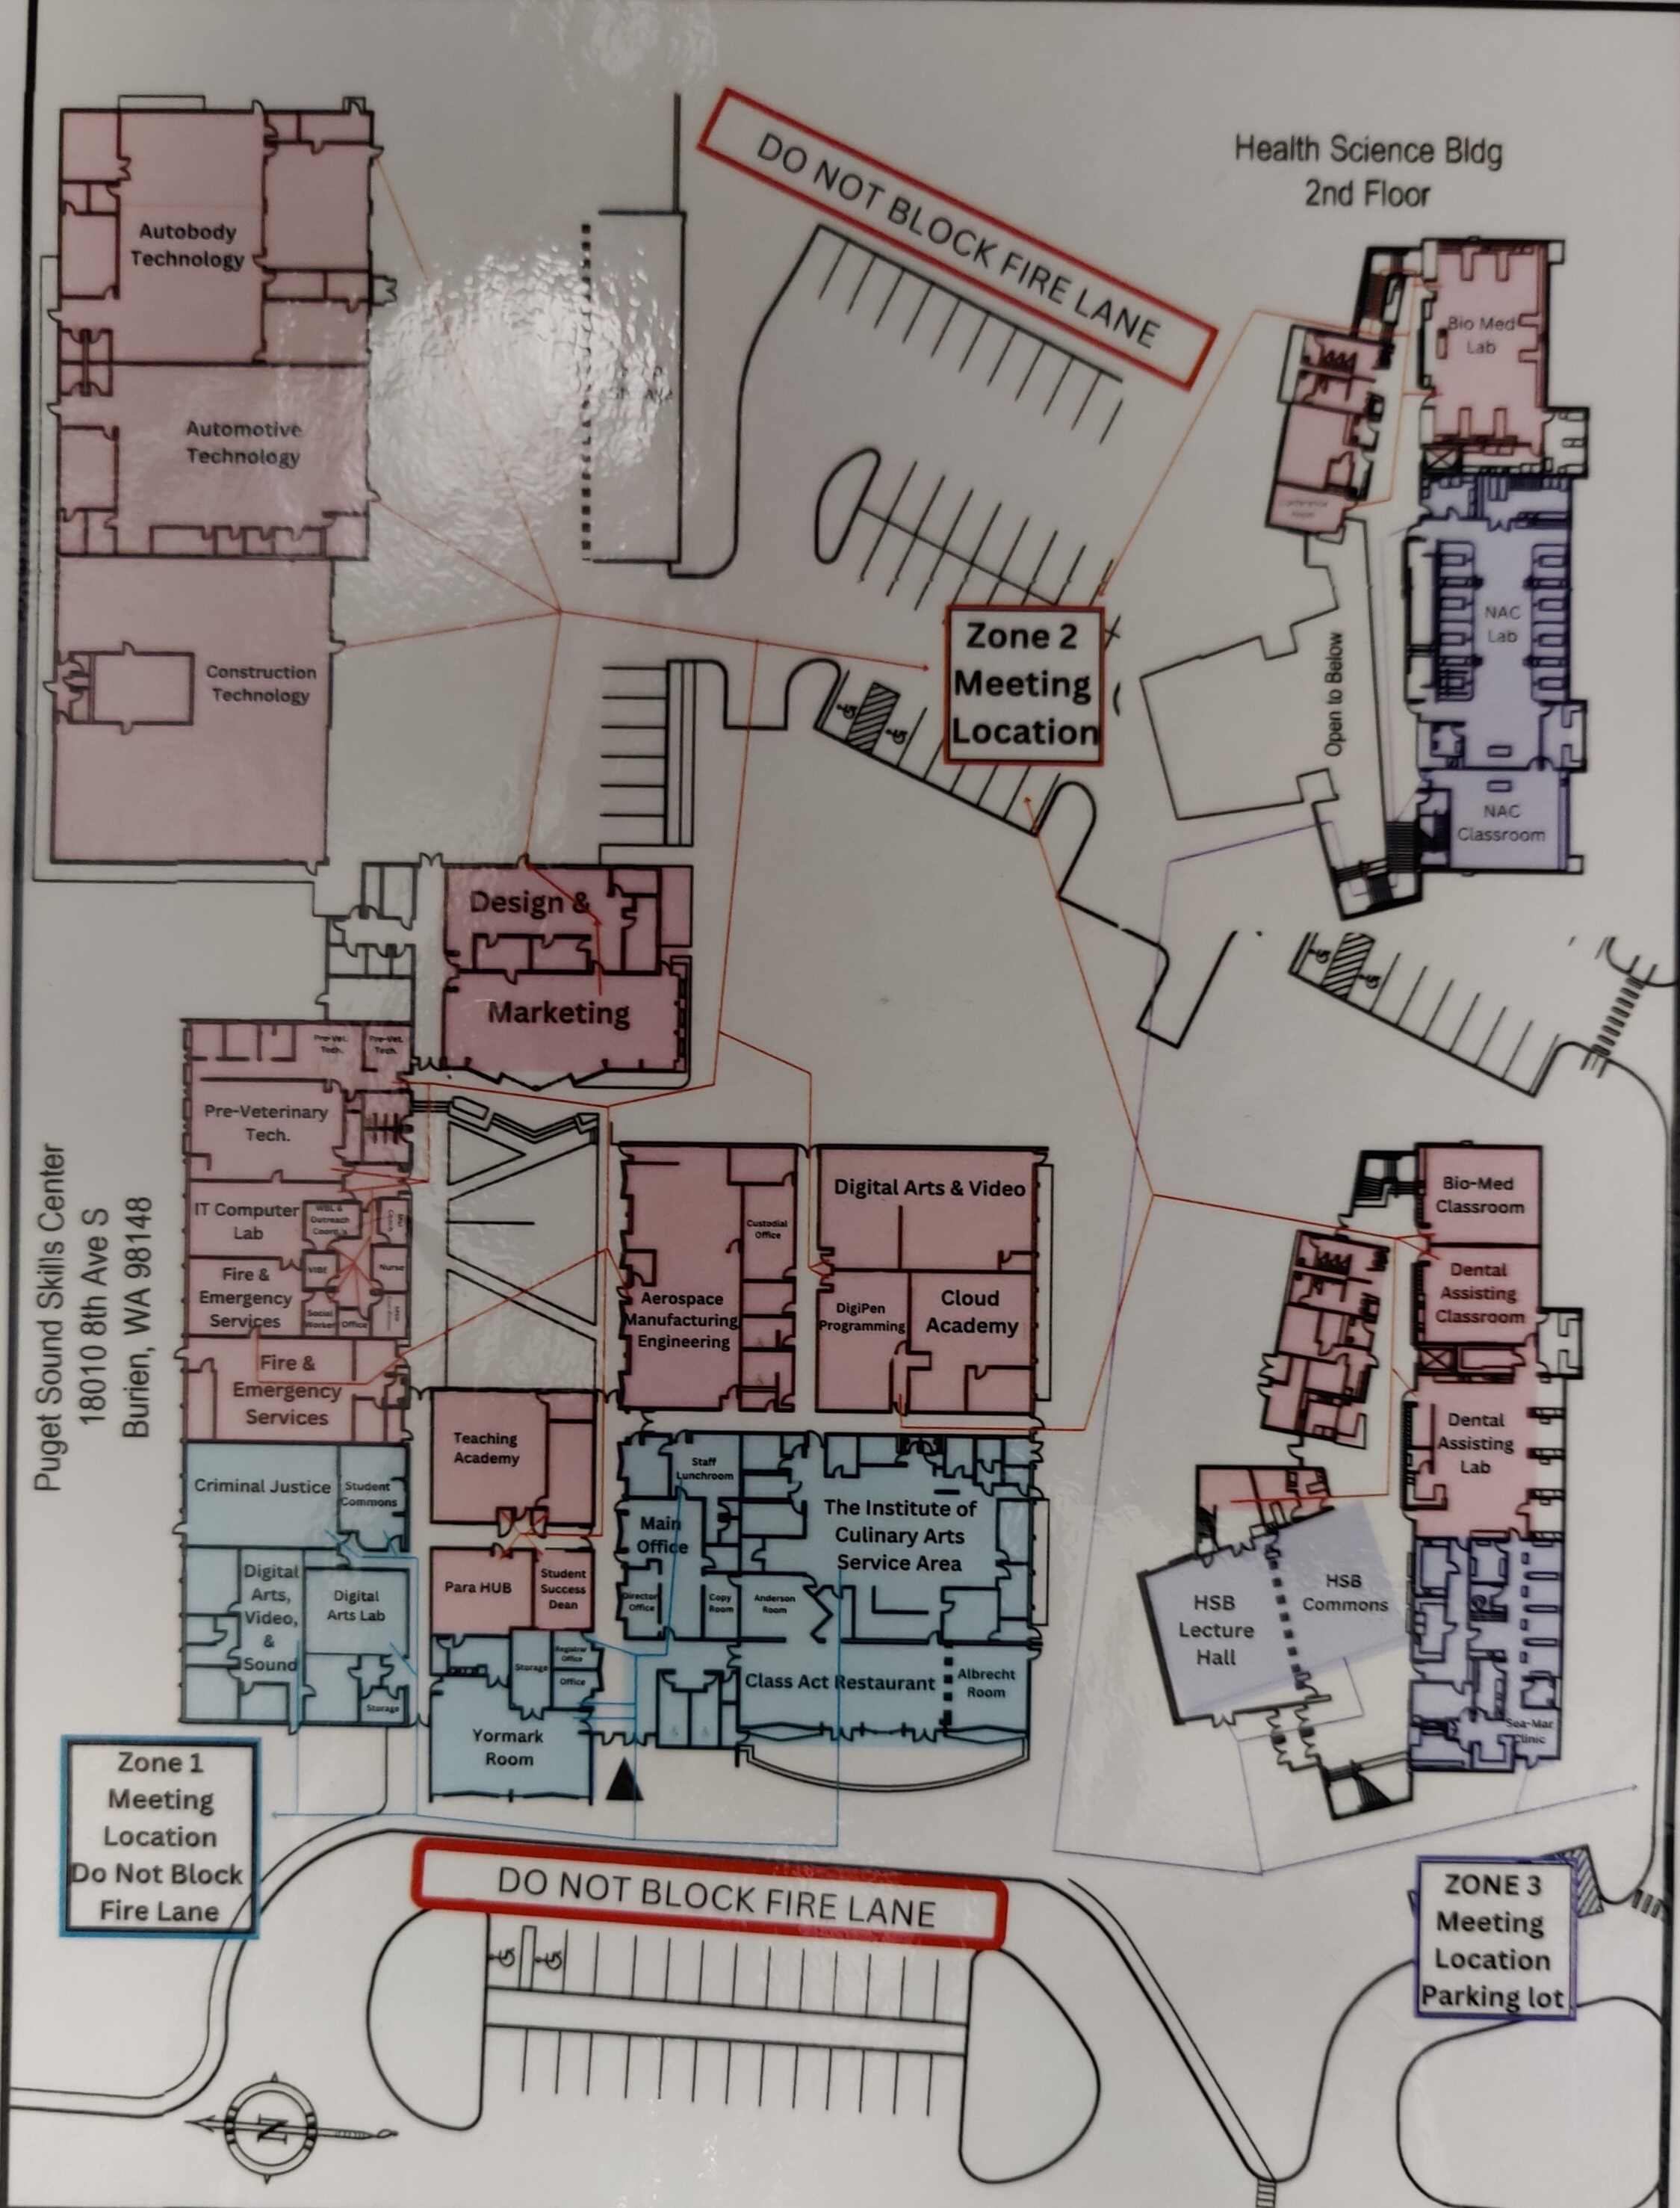 DO NOT BLOCK FIRE LANE
Health Science Bldg
2nd Floor
Autobody
Technology
Automotive
Technology
Construction
Technology
Bio Med
Lab
Conference
Room
NAC
Lab
NAC
Classroom
Open to Below
Zone 2
Meeting
Location
Design &
Marketing
Puget Sound Skills Center
18010 8th Ave S
Burien, WA 98148
Pre-Vet.
Tech.
Pre-Vet.
Tech.
Pre-Veterinary
Tech.
IT Computer
Lab
WBL &
Outreach
VIBE
Nurse
Social
Worker
Office
Fire &
Emergency
Services
Fire &
Emergency
Services
Criminal Justice
Student
Commons
Digital
Arts,
Video,
&
Sound
Digital
Arts Lab
Storage
Teaching
Academy
Para HUB
Student
Success
Dean
Storage
Registrar
Office
Office
Yormark
Room
Aerospace
Manufacturing
Engineering
Custodial
Office
Digital Arts & Video
DigiPen
Programming
Cloud
Academy
Staff
Lunchroom
Main
Office
Director
Office
Copy
Room
Anderson
Room
The Institute of
Culinary Arts
Service Area
Class Act Restaurant
Albrecht
Room
Bio-Med
Classroom
Dental
Assisting
Classroom
Dental
Assisting
Lab
HSB
Lecture
Hall
HSB
Commons
Sea-Mar
Clinic
Zone 1
Meeting
Location
Do Not Block
Fire Lane
DO NOT BLOCK FIRE LANE
ZONE 3
Meeting
Location
Parking lot
N